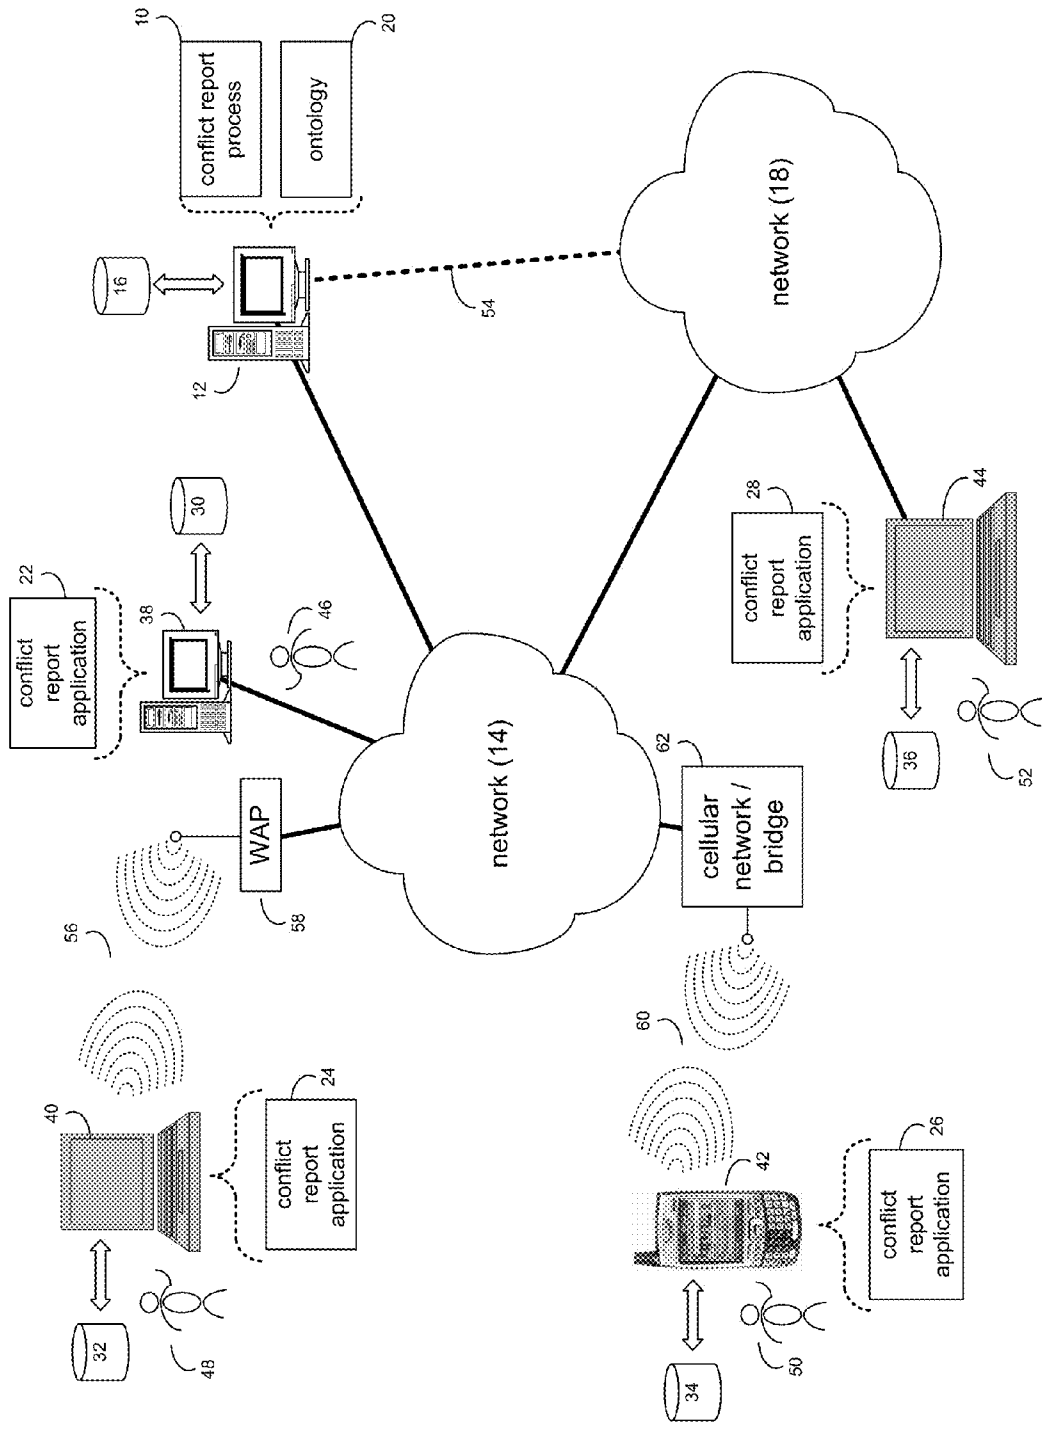 22
conflict
report
application
40
56
10
16
32
38
30
12
conflict report
process
48
WAP
58
conflict
report
application
24
46
ontology
20
54
network (14)
network (18)
60
62
cellular
network /
bridge
28
conflict
report
application
34
42
50
conflict
report
application
26
36
44
52